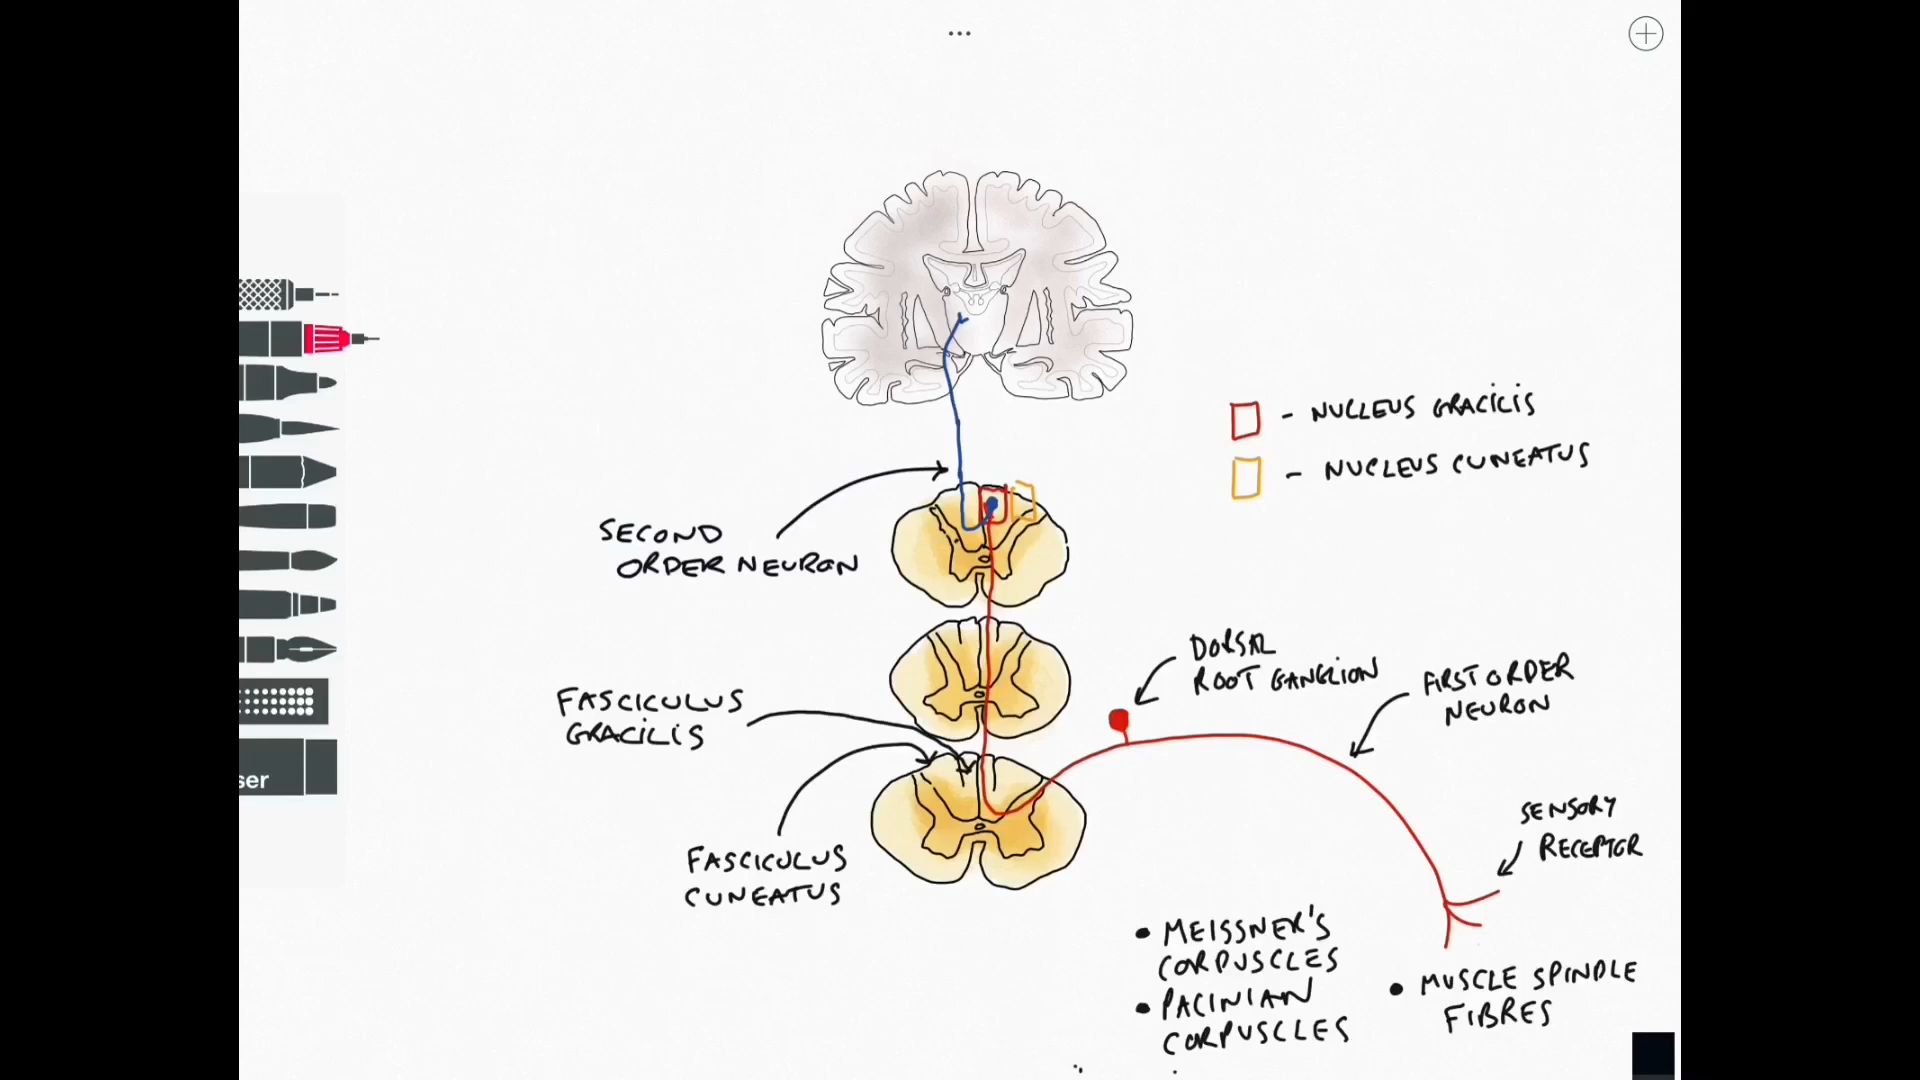 - NUCLEUS GRACILIS
- NUCLEUS CUNEATUS
SECOND
ORDER NEURON
DORSAL
ROOT GANGLION
FIRST ORDER
NEURON
FASCICULUS
GRACILIS
ser
SENSORY
RECEPTOR
FASCICULUS
CUNEATUS
• MEISSNER'S
CORPUSCLES
• PACINIAN
CORPUSCLES
• MUSCLE SPINDLE
FIBRES